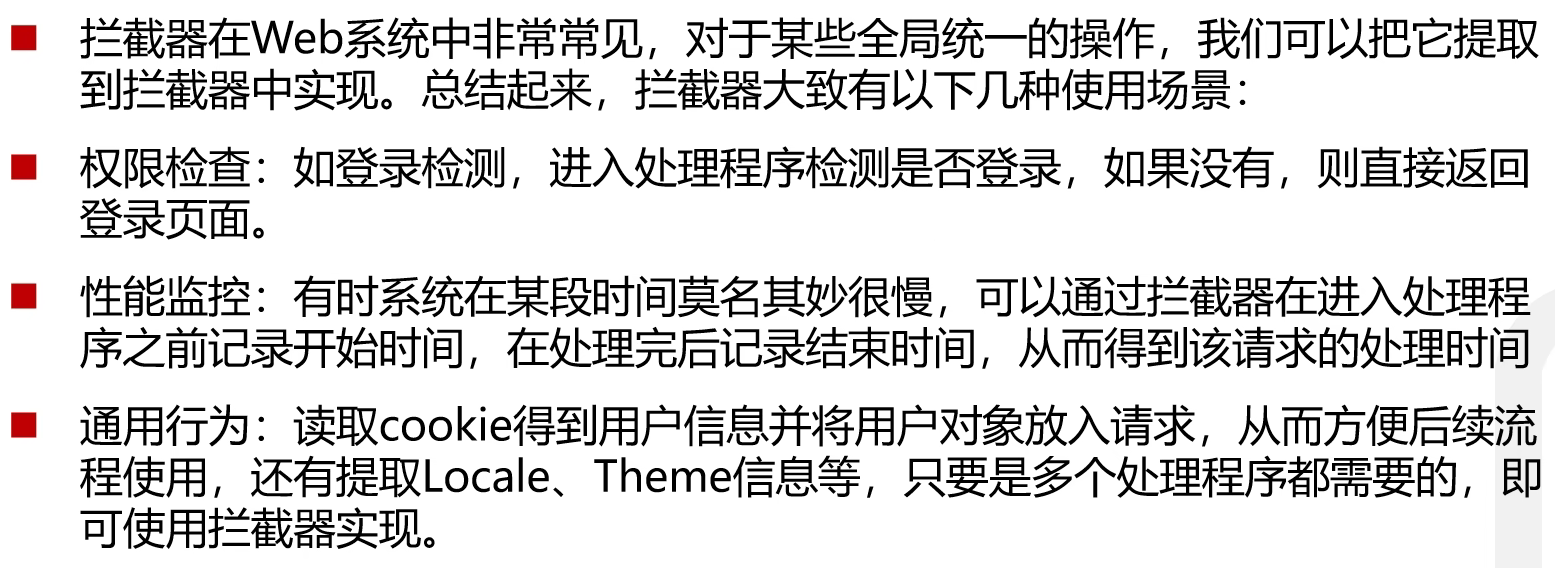 拦截器在Web系统中非常常见，对于某些全局统一的操作，我们可以把它提取
到拦截器中实现。总结起来，拦截器大致有以下几种使用场景：
权限检查：如登录检测，进入处理程序检测是否登录，如果没有，则直接返回
登录页面。
性能监控：有时系统在某段时间莫名其妙很慢，可以通过拦截器在进入处理程
序之前记录开始时间，在处理完后记录结束时间，从而得到该请求的处理时间
通用行为：读取cookie得到用户信息并将用户对象放入请求，从而方便后续流
程使用，还有提取Locale、Theme信息等，只要是多个处理程序都需要的，即
可使用拦截器实现。